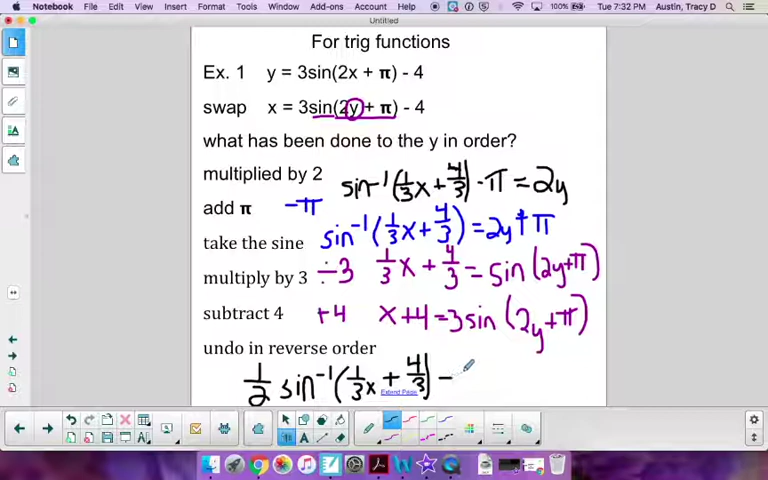 Notebook File Edit View Insert Format Tools Window Add-ons Account Help 100% Tue 7:32 PM Austin, Tracy D
Untitled
For trig functions
Ex. 1 y = 3sin(2x + π) - 4
swap x = 3sin(2y + π) - 4
what has been done to the y in order?
multiplied by 2 sin⁻¹(1/3x + 4/3) - π = 2y
add π -π sin⁻¹(1/3x + 4/3) = 2y + π
take the sine
multiply by 3 ÷3 1/3x + 4/3 = sin(2y+π)
subtract 4 +4 x+4=3sin(2y+π)
undo in reverse order
1/2 sin⁻¹(1/3x + 4/3) -
Extend Page